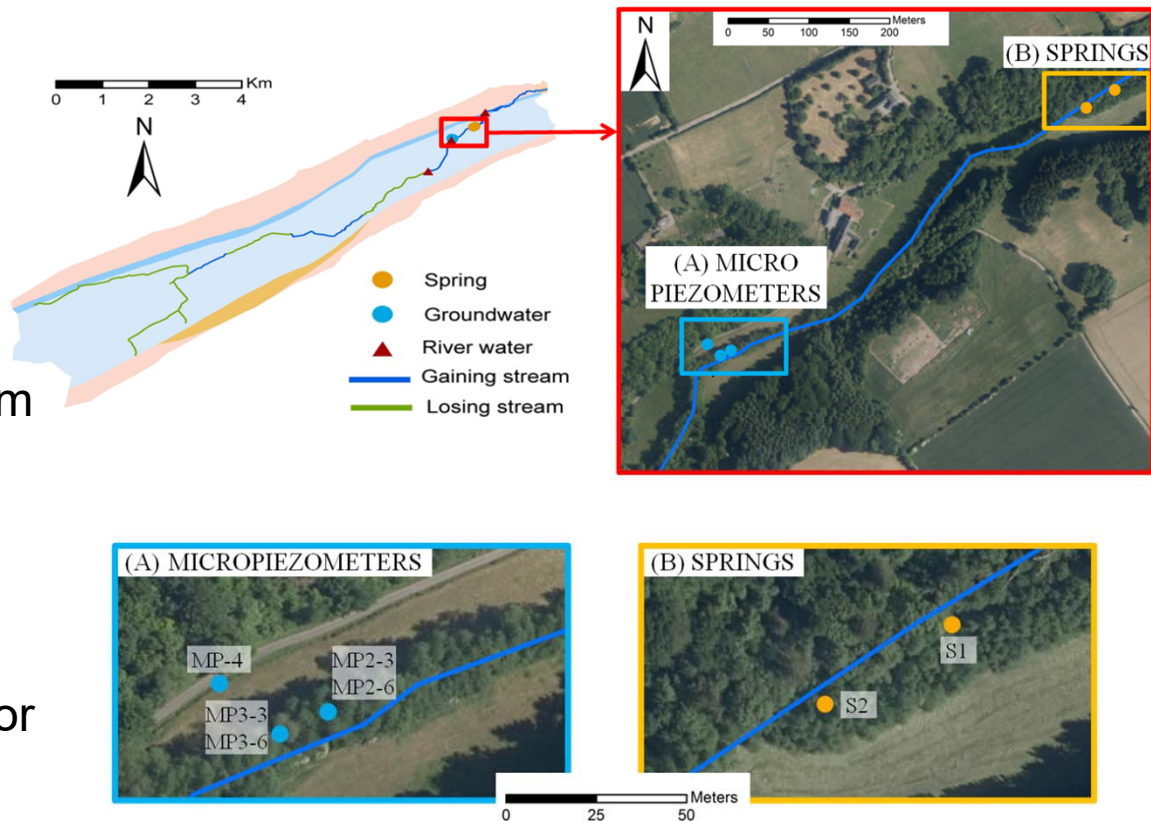 Km
0 1 2 3 4
N
Spring
Groundwater
River water
Gaining stream
Losing stream
m
or
Meters
0 50 100 150 200
N
(B) SPRINGS
(A) MICRO
PIEZOMETERS
(A) MICROPIEZOMETERS
MP-4
MP2-3
MP2-6
MP3-3
MP3-6
(B) SPRINGS
S1
S2
Meters
0 25 50